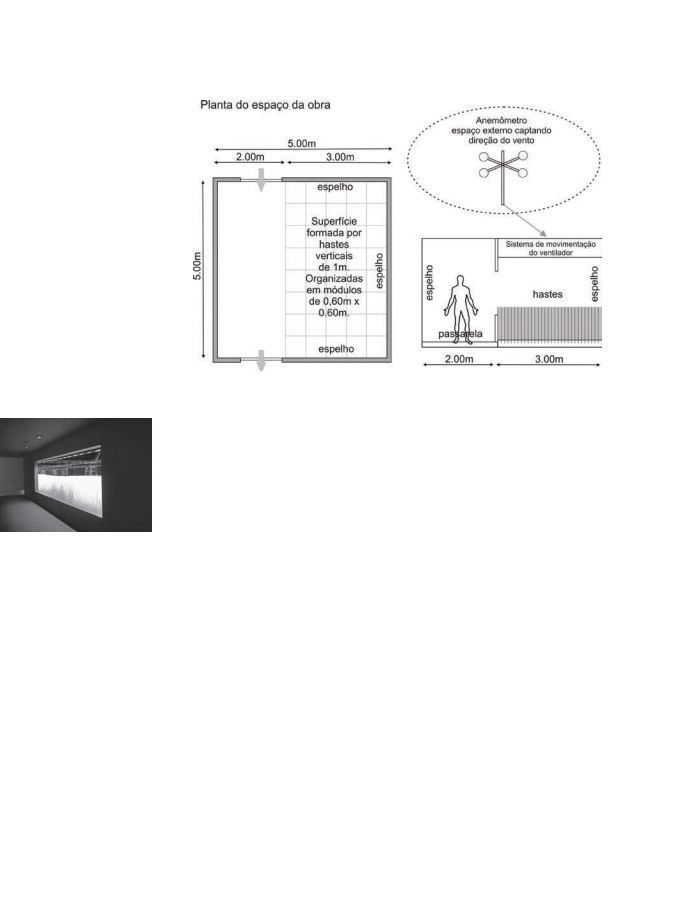 Planta do espaço da obra
5.00m
2.00m
3.00m
5.00m
espelho
Superfície
formada por
hastes
verticais
de 1m.
Organizadas
em módulos
de 0,60m x
0.60m.
espelho
espelho
Anemômetro
espaço externo captando
direção do vento
Sistema de movimentação
do ventilador
espelho
hastes
espelho
passarela
2.00m
3.00m